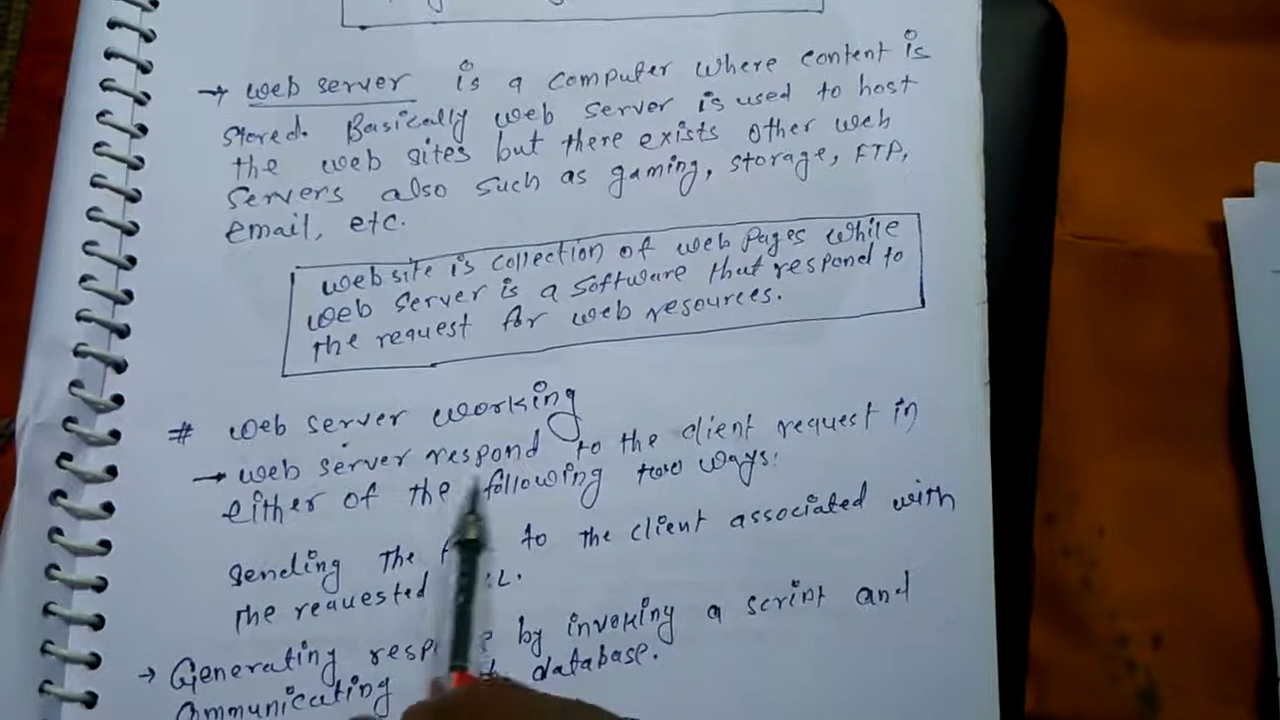 → web server is a computer where content is
stored. Basically web server is used to host
the web sites but there exists other web
servers also such as gaming, storage, FTP,
email, etc.
website is collection of web pages while
web server is a software that respond to
the request for web resources.
# web server working
→ web server respond to the client request in
either of the following two ways:
sending the to the client associated with
the requested
→ Generating by invoking a script and
communicating database.